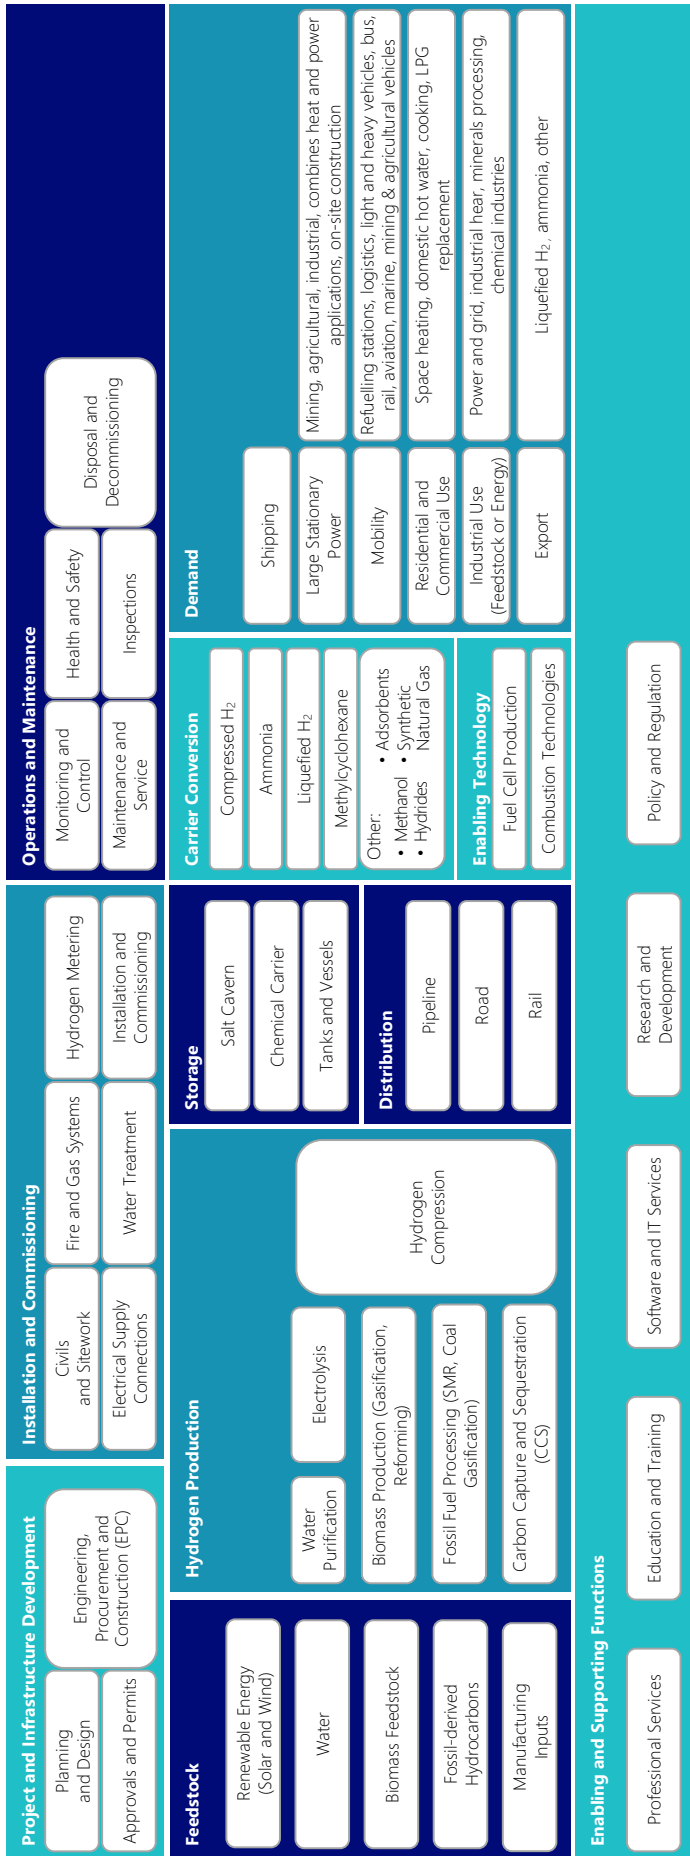 Project and Infrastructure Development
Planning
and Design
Approvals and Permits
Engineering,
Procurement and
Construction (EPC)
Installation and Commissioning
Civils
and Sitework
Fire and Gas Systems
Hydrogen Metering
Electrical Supply
Connections
Water Treatment
Installation and
Commissioning
Operations and Maintenance
Monitoring and
Control
Health and Safety
Maintenance and
Service
Inspections
Disposal and
Decommissioning
Feedstock
Renewable Energy
(Solar and Wind)
Water
Biomass Feedstock
Fossil-derived
Hydrocarbons
Manufacturing
Inputs
Hydrogen Production
Water
Purification
Electrolysis
Biomass Production (Gasification,
Reforming)
Fossil Fuel Processing (SMR, Coal
Gasification)
Carbon Capture and Sequestration
(CCS)
Hydrogen
Compression
Storage
Salt Cavern
Chemical Carrier
Tanks and Vessels
Distribution
Pipeline
Road
Rail
Carrier Conversion
Compressed H₂
Ammonia
Liquefied H₂
Methylcyclohexane
Other:
• Methanol
• Hydrides
• Adsorbents
• Synthetic
Natural Gas
Enabling Technology
Fuel Cell Production
Combustion Technologies
Demand
Shipping
Large Stationary
Power
Mining, agricultural, industrial, combines heat and power
applications, on-site construction
Mobility
Refuelling stations, logistics, light and heavy vehicles, bus,
rail, aviation, marine, mining & agricultural vehicles
Residential and
Commercial Use
Space heating, domestic hot water, cooking, LPG
replacement
Industrial Use
(Feedstock or Energy)
Power and grid, industrial hear, minerals processing,
chemical industries
Export
Liquefied H₂, ammonia, other
Enabling and Supporting Functions
Professional Services
Education and Training
Software and IT Services
Research and
Development
Policy and Regulation